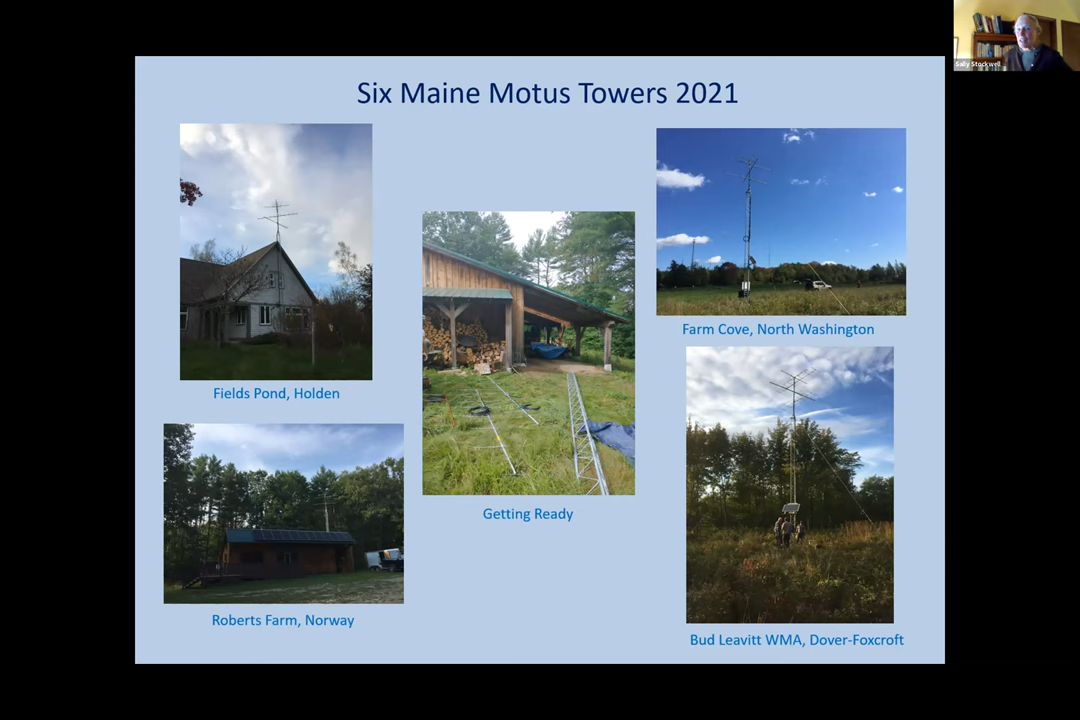 Six Maine Motus Towers 2021
Sally Stockwell
Fields Pond, Holden
Farm Cove, North Washington
Getting Ready
Roberts Farm, Norway
Bud Leavitt WMA, Dover-Foxcroft